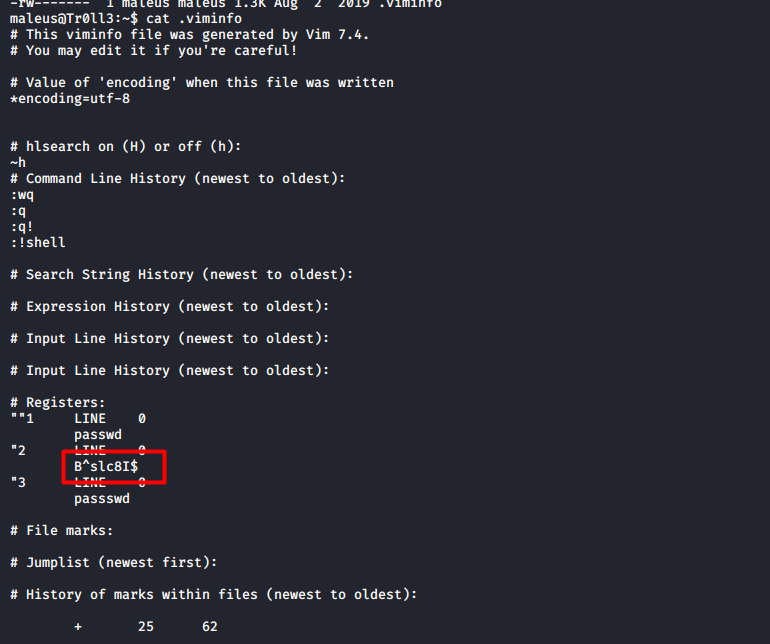 -rw------- 1 maleus maleus 1.3K Aug  2  2019 .viminfo
maleus@Tr0ll3:~$ cat .viminfo
# This viminfo file was generated by Vim 7.4.
# You may edit it if you're careful!
# Value of 'encoding' when this file was written
*encoding=utf-8
# hlsearch on (H) or off (h):
~h
# Command Line History (newest to oldest):
:wq
:q
:q!
:!shell
# Search String History (newest to oldest):
# Expression History (newest to oldest):
# Input Line History (newest to oldest):
# Input Line History (newest to oldest):
# Registers:
""1     LINE    0
        passwd
"2      LINE    0
        B^slc8I$
"3      LINE    0
        passswd
# File marks:
# Jumplist (newest first):
# History of marks within files (newest to oldest):
        +       25      62